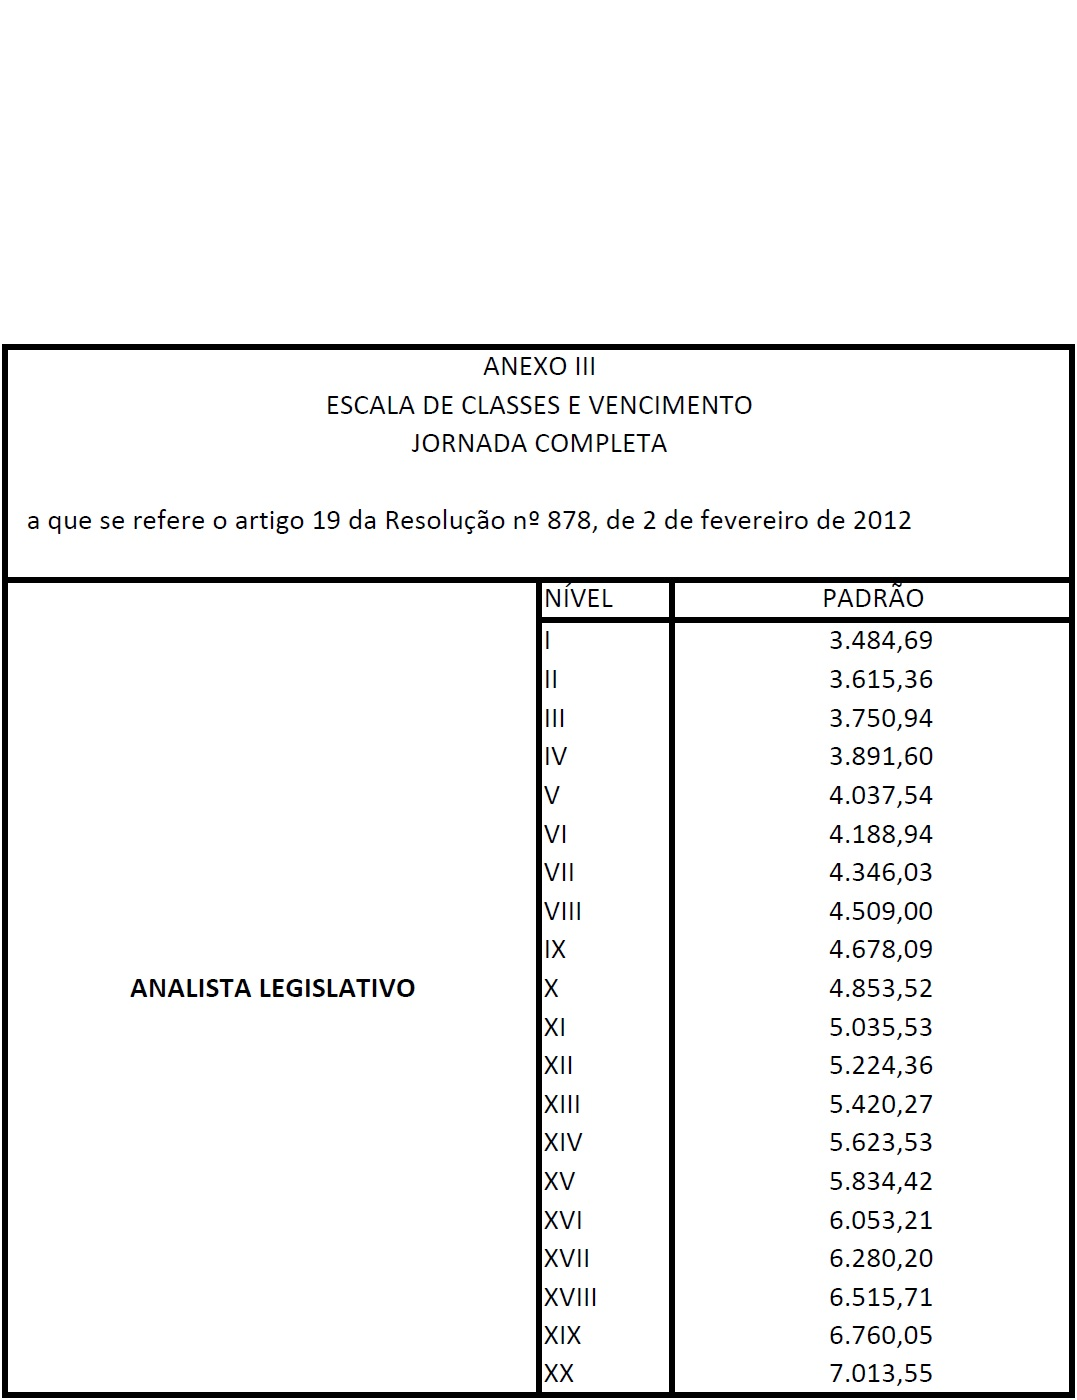 ANEXO III
ESCALA DE CLASSES E VENCIMENTO
JORNADA COMPLETA
a que se refere o artigo 19 da Resolução nº 878, de 2 de fevereiro de 2012
NÍVEL PADRÃO
I 3.484,69
II 3.615,36
III 3.750,94
IV 3.891,60
V 4.037,54
VI 4.188,94
VII 4.346,03
VIII 4.509,00
IX 4.678,09
ANALISTA LEGISLATIVO X 4.853,52
XI 5.035,53
XII 5.224,36
XIII 5.420,27
XIV 5.623,53
XV 5.834,42
XVI 6.053,21
XVII 6.280,20
XVIII 6.515,71
XIX 6.760,05
XX 7.013,55